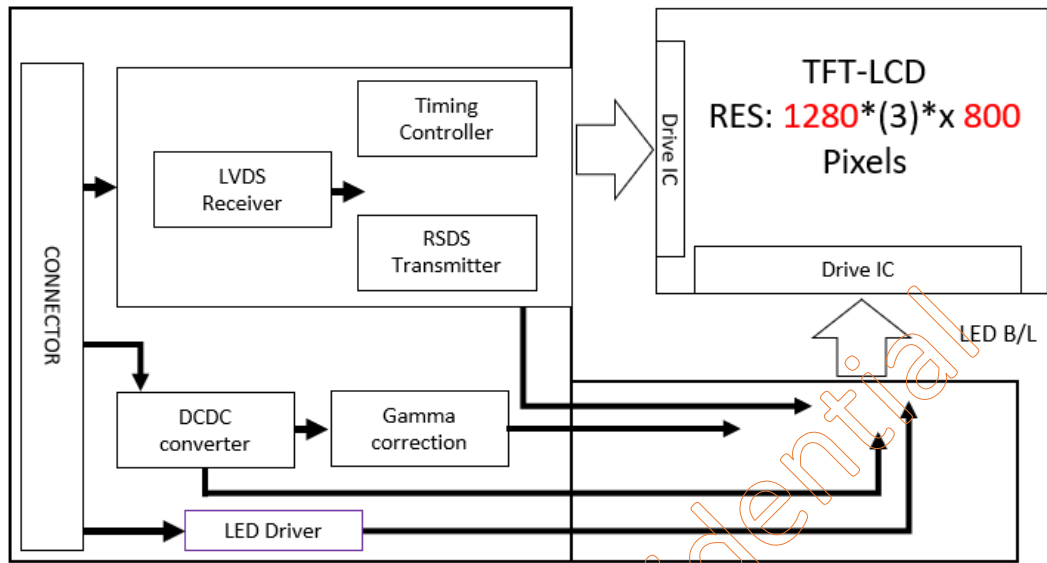 TFT-LCD
RES: 1280*(3)*x 800
Pixels
Timing
Controller
Drive IC
LVDS
Receiver
RSDS
Transmitter
CONNECTOR
Drive IC
LED B/L
DCDC
converter
Gamma
correction
LED Driver